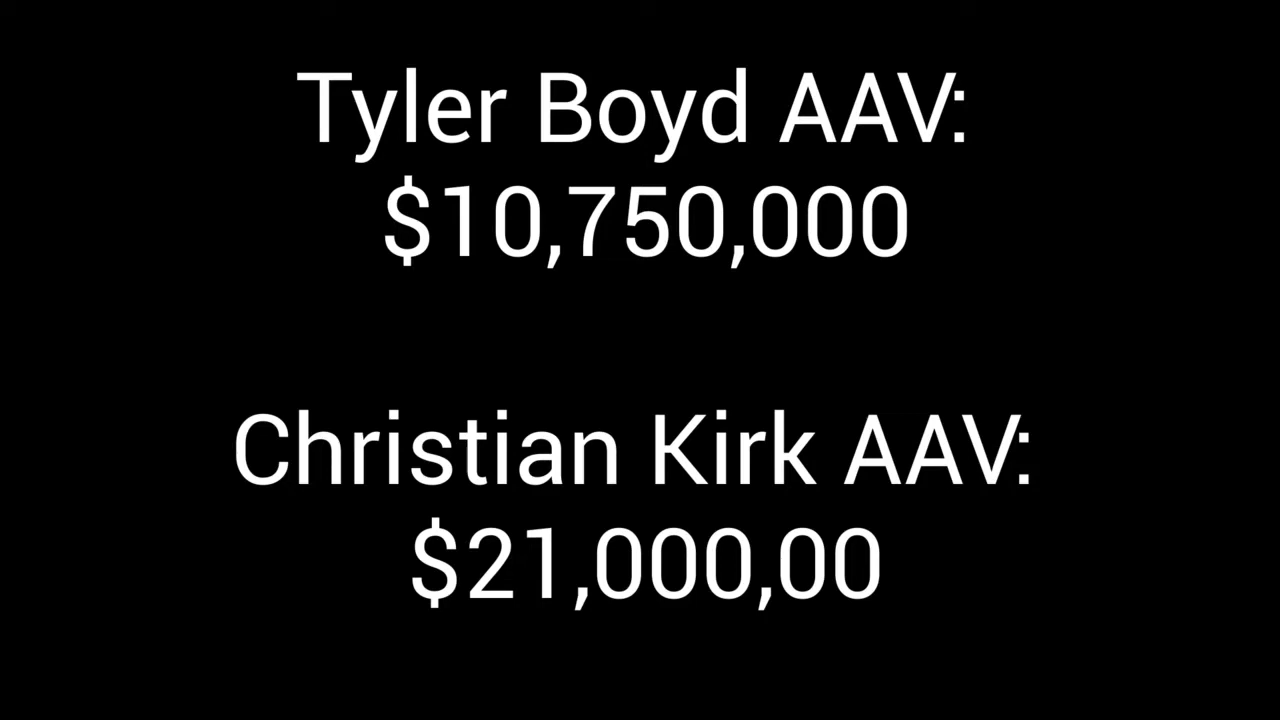 Tyler Boyd AAV:
$10,750,000
Christian Kirk AAV:
$21,000,00